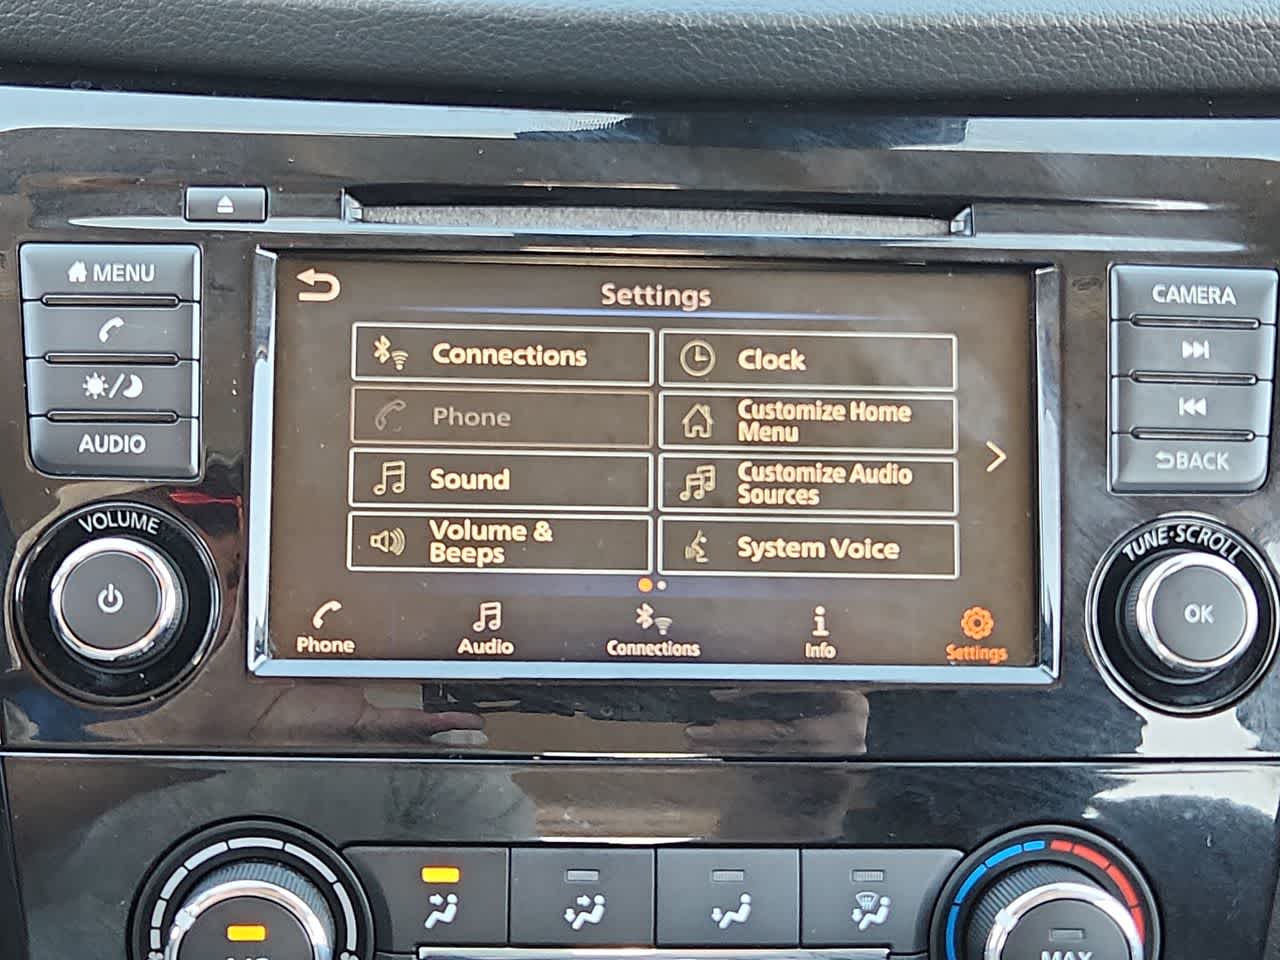 MENU
AUDIO
VOLUME
Settings
Connections
Clock
Phone
Customize Home
Menu
Sound
Customize Audio
Sources
Volume &
Beeps
System Voice
Phone
Audio
Connections
Info
Settings
CAMERA
BACK
TUNE·SCROLL
OK
MAX